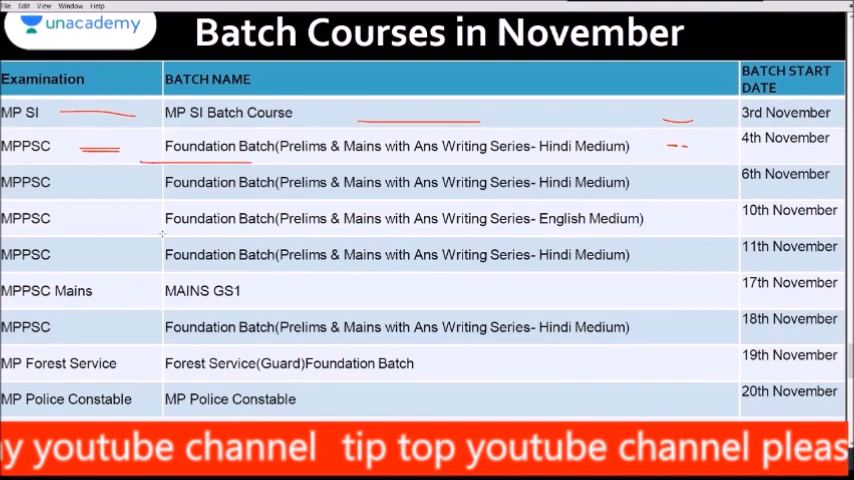 File Edit View Window Help
unacademy
Batch Courses in November
Examination BATCH NAME BATCH START DATE
MP SI MP SI Batch Course 3rd November
MPPSC Foundation Batch(Prelims & Mains with Ans Writing Series- Hindi Medium) 4th November
MPPSC Foundation Batch(Prelims & Mains with Ans Writing Series- Hindi Medium) 6th November
MPPSC Foundation Batch(Prelims & Mains with Ans Writing Series- English Medium) 10th November
MPPSC Foundation Batch(Prelims & Mains with Ans Writing Series- Hindi Medium) 11th November
MPPSC Mains MAINS GS1 17th November
MPPSC Foundation Batch(Prelims & Mains with Ans Writing Series- Hindi Medium) 18th November
MP Forest Service Forest Service(Guard)Foundation Batch 19th November
MP Police Constable MP Police Constable 20th November
y youtube channel tip top youtube channel pleas